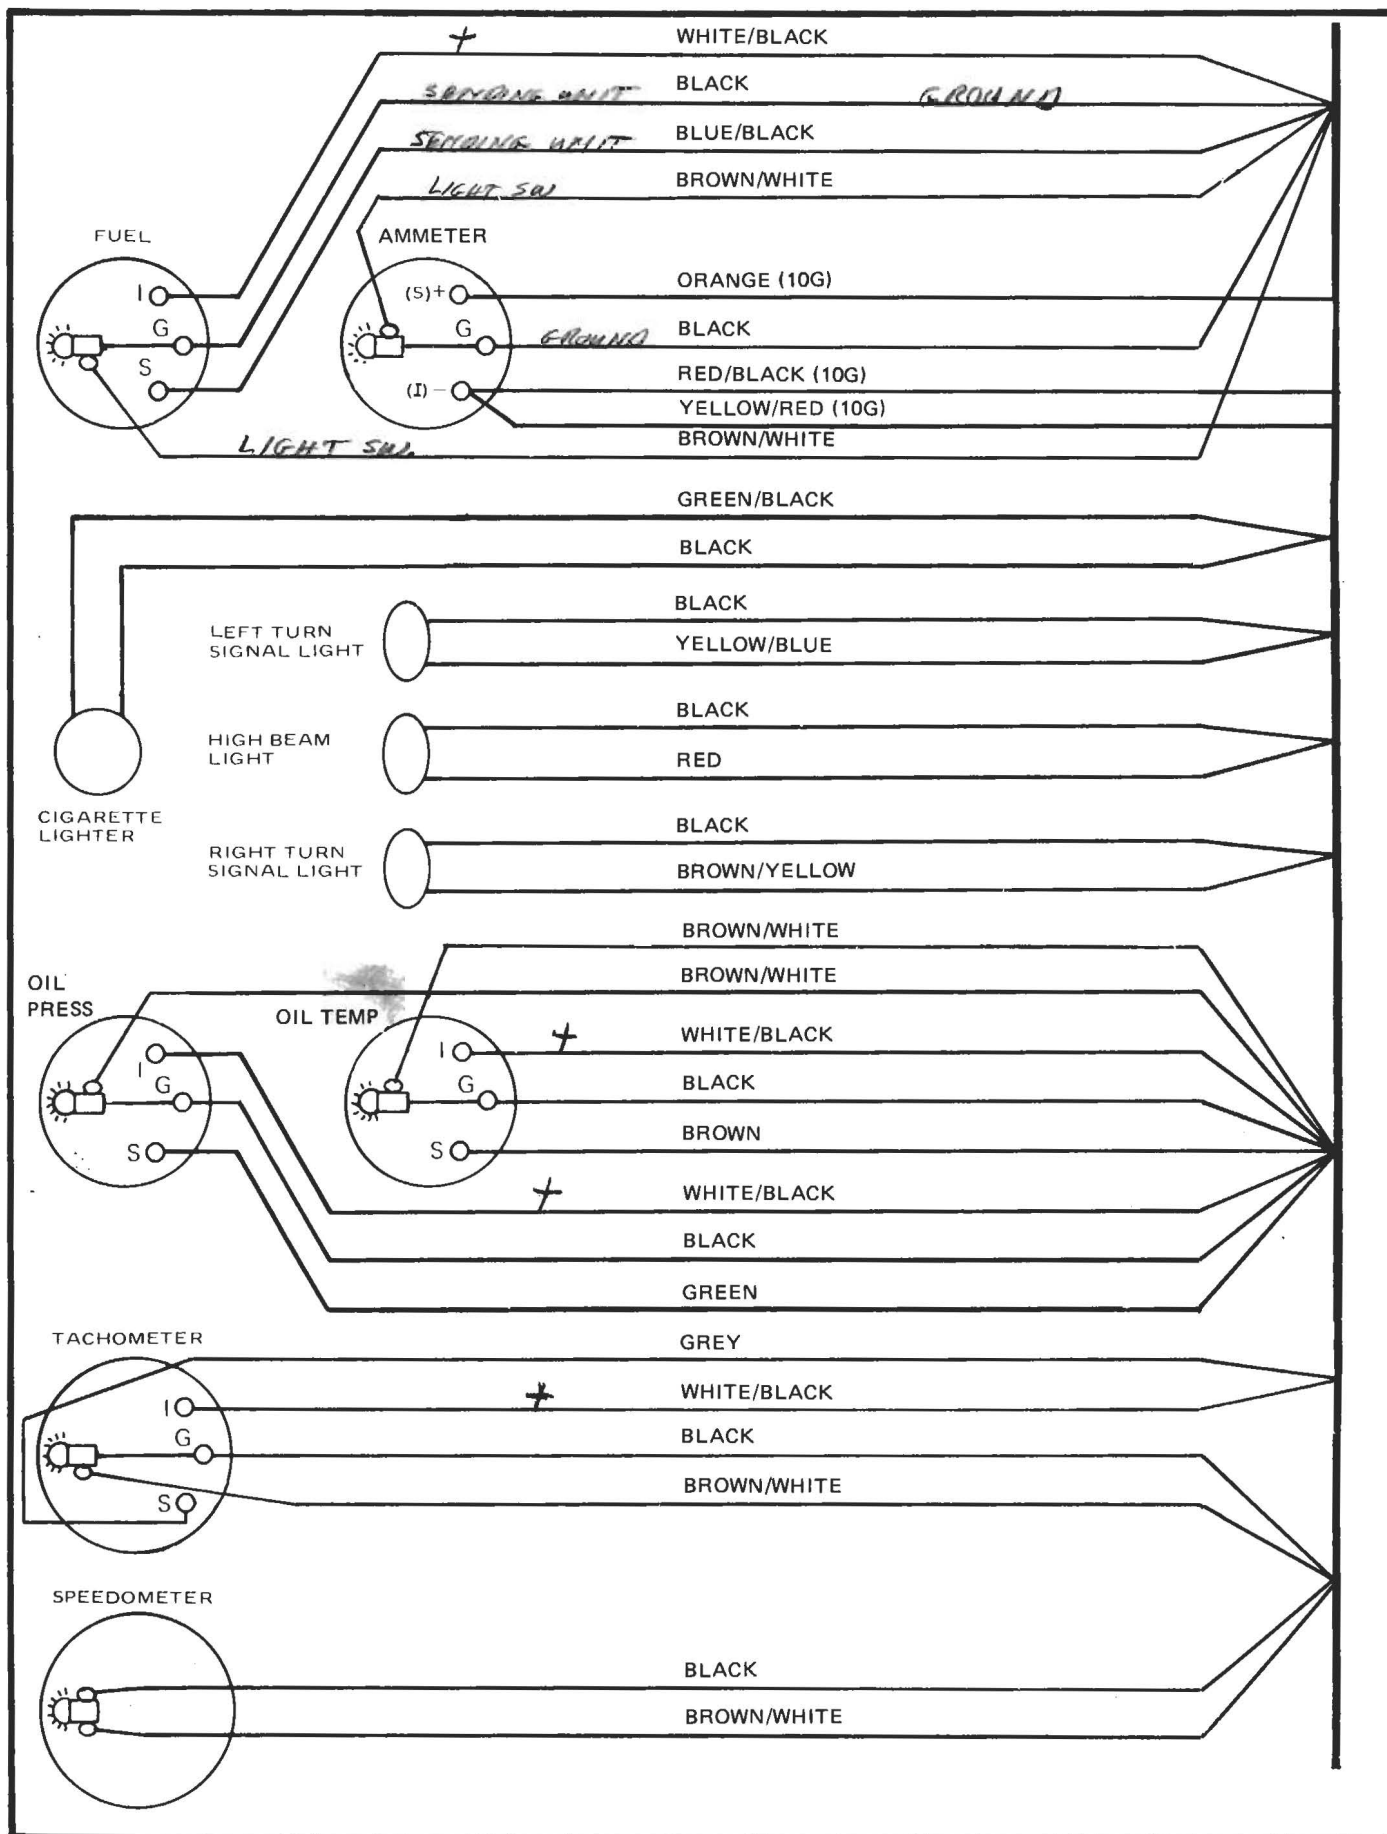 + WHITE/BLACK
SENDING UNIT BLACK GROUND
SENDING UNIT BLUE/BLACK
LIGHT SW BROWN/WHITE
FUEL
AMMETER
I
G
S
(S)+ ORANGE (10G)
G GROUND BLACK
(I) - RED/BLACK (10G)
YELLOW/RED (10G)
LIGHT SW. BROWN/WHITE
GREEN/BLACK
BLACK
CIGARETTE
LIGHTER
LEFT TURN
SIGNAL LIGHT
BLACK
YELLOW/BLUE
HIGH BEAM
LIGHT
BLACK
RED
RIGHT TURN
SIGNAL LIGHT
BLACK
BROWN/YELLOW
BROWN/WHITE
BROWN/WHITE
OIL
PRESS
I
G
S
OIL TEMP
I + WHITE/BLACK
G BLACK
S BROWN
+ WHITE/BLACK
BLACK
GREEN
TACHOMETER
GREY
I + WHITE/BLACK
G BLACK
BROWN/WHITE
S
SPEEDOMETER
BLACK
BROWN/WHITE